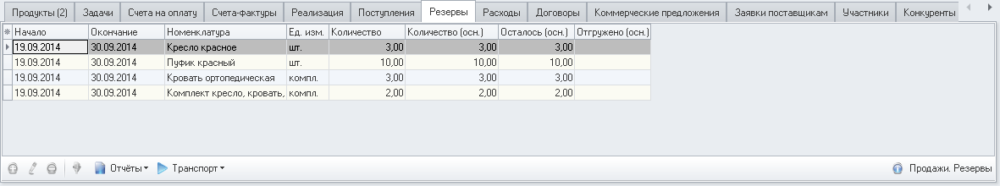 Продукты (2) Задачи Счета на оплату Счета-фактуры Реализация Поступления Резервы Расходы Договоры Коммерческие предложения Заявки поставщикам Участники Конкуренты
Начало Окончание Номенклатура Ед. изм. Количество Количество (осн.) Осталось (осн.) Отгружено (осн.)
19.09.2014 30.09.2014 Кресло красное шт. 3,00 3,00 3,00
19.09.2014 30.09.2014 Пуфик красный шт. 10,00 10,00 10,00
19.09.2014 30.09.2014 Кровать ортопедическая компл. 3,00 3,00 3,00
19.09.2014 30.09.2014 Комплект кресло, кровать, компл. 2,00 2,00 2,00
Отчёты Транспорт Продажи. Резервы